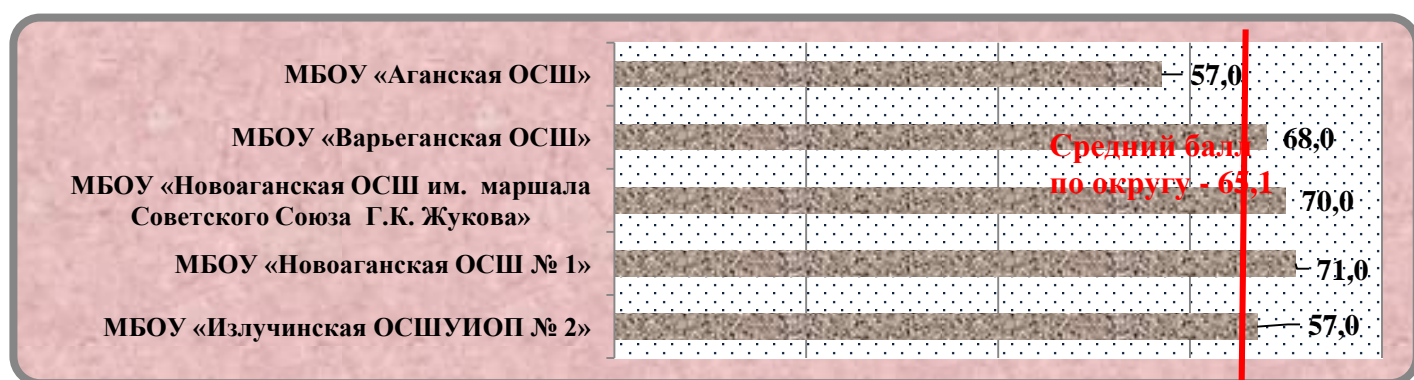 МБОУ «Аганская ОСШ»
57,0
МБОУ «Варьеганская ОСШ»
68,0
МБОУ «Новоаганская ОСШ им. маршала
Советского Союза Г.К. Жукова»
70,0
МБОУ «Новоаганская ОСШ № 1»
71,0
МБОУ «Излучинская ОСШУИОП № 2»
57,0
Средний балл
по округу - 65,1